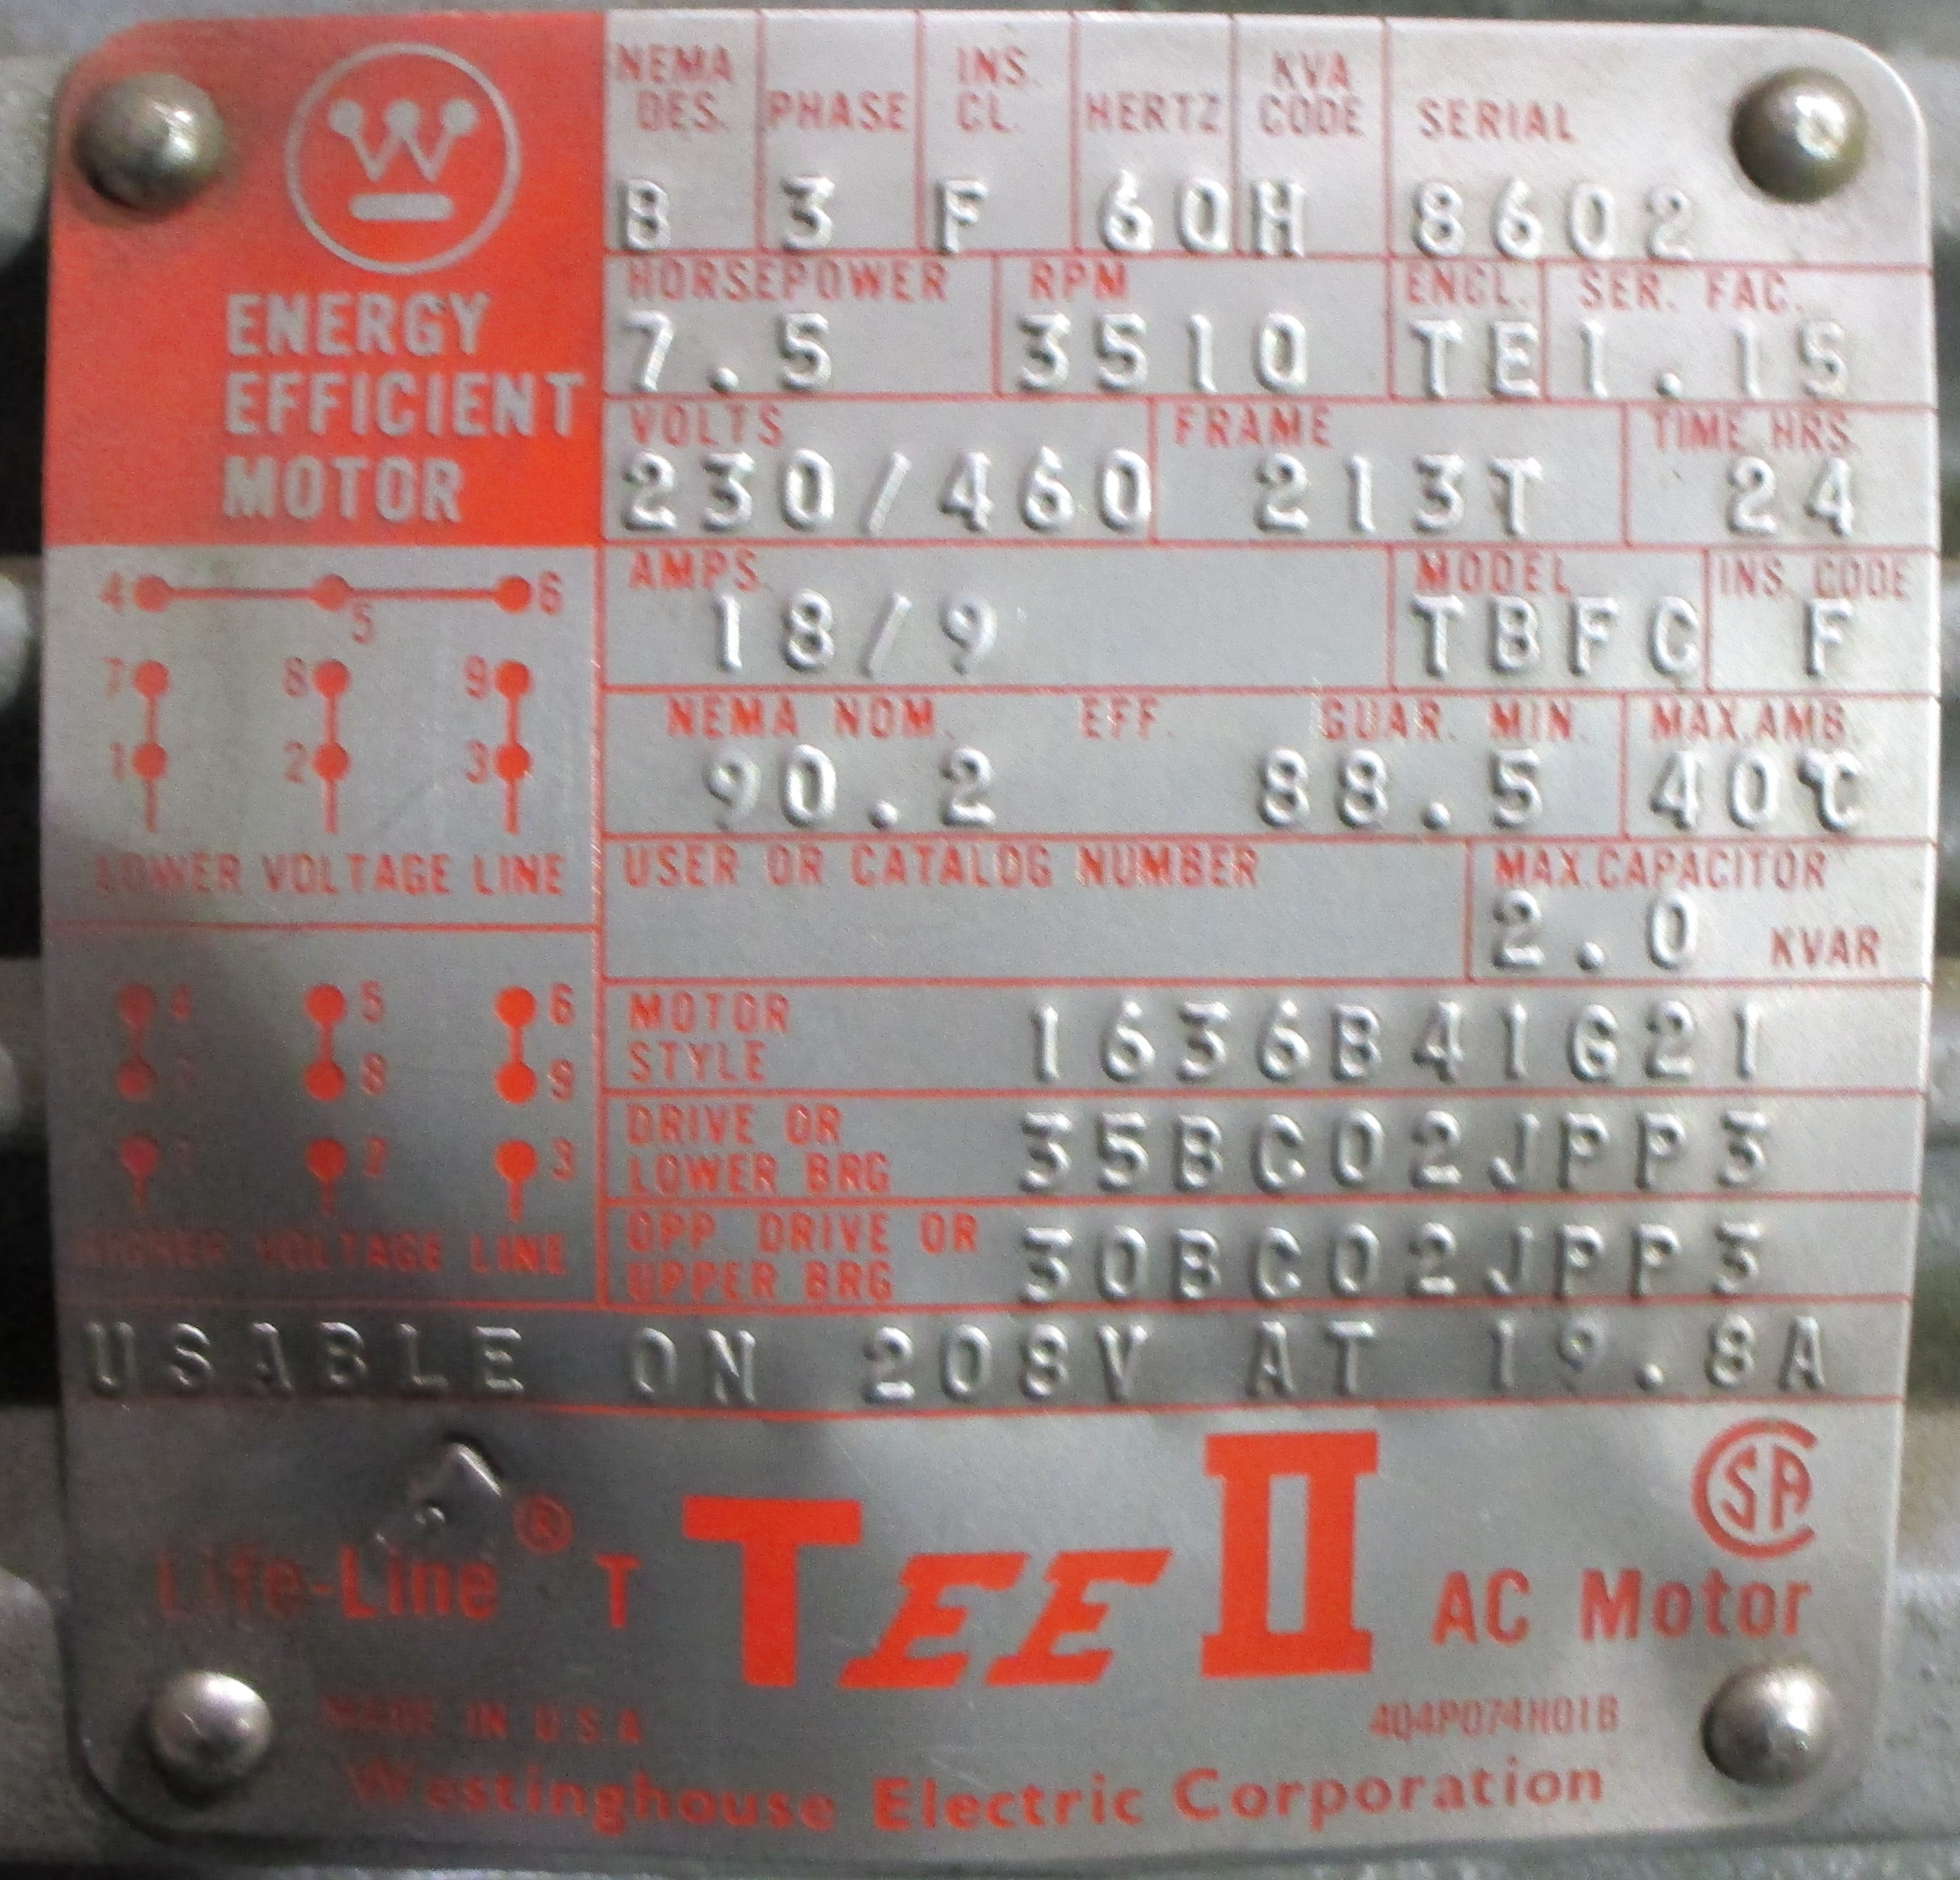 W
ENERGY
EFFICIENT
MOTOR
NEMA DES. PHASE INS. CL. HERTZ KVA CODE SERIAL
B 3 F 60 H 8602
HORSEPOWER RPM ENCL. SER. FAC.
7.5 3510 TE 1.15
VOLTS FRAME TIME HRS.
230/460 213T 24
AMPS MODEL INS. CODE
18/9 TBFC F
NEMA NOM. EFF. GUAR. MIN. MAX.AMB.
90.2 88.5 40℃
USER OR CATALOG NUMBER MAX.CAPACITOR
2.0 KVAR
MOTOR STYLE 1636B41G21
DRIVE OR LOWER BRG 35BC02JPP3
OPP. DRIVE OR UPPER BRG 30BC02JPP3
4 5 6
7 8 9
1 2 3
LOWER VOLTAGE LINE
4 5 6
7 8 9
1 2 3
HIGHER VOLTAGE LINE
USABLE ON 208V AT 19.8A
Life-Line® T TEE II AC Motor
CSA
MADE IN U.S.A 4Q4P074H01B
Westinghouse Electric Corporation